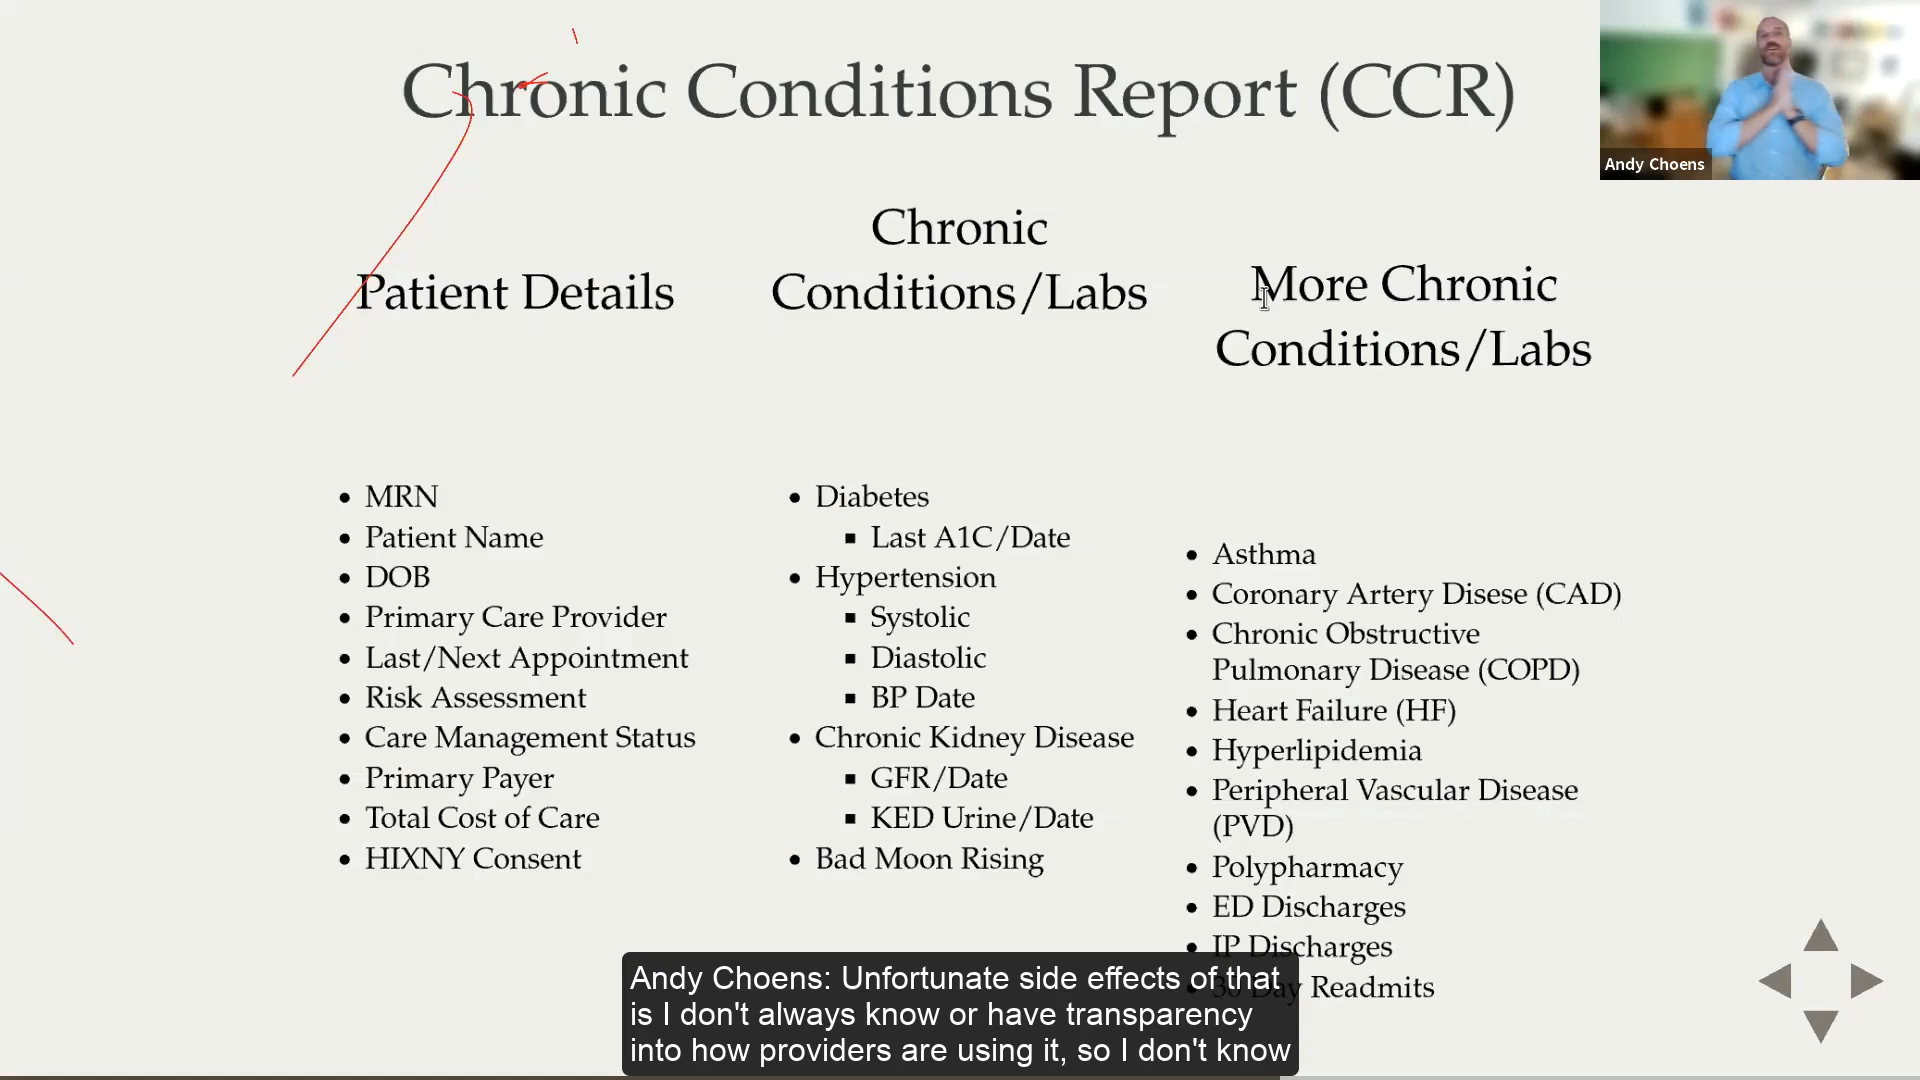 Chronic Conditions Report (CCR)
Andy Choens
Patient Details
MRN
Patient Name
DOB
Primary Care Provider
Last/Next Appointment
Risk Assessment
Care Management Status
Primary Payer
Total Cost of Care
HIXNY Consent
Chronic
Conditions/Labs
Diabetes
Last A1C/Date
Hypertension
Systolic
Diastolic
BP Date
Chronic Kidney Disease
GFR/Date
KED Urine/Date
Bad Moon Rising
More Chronic
Conditions/Labs
Asthma
Coronary Artery Disese (CAD)
Chronic Obstructive
Pulmonary Disease (COPD)
Heart Failure (HF)
Hyperlipidemia
Peripheral Vascular Disease
(PVD)
Polypharmacy
ED Discharges
IP Discharges
30 Day Readmits
Andy Choens: Unfortunate side effects of that
is I don't always know or have transparency
into how providers are using it, so I don't know